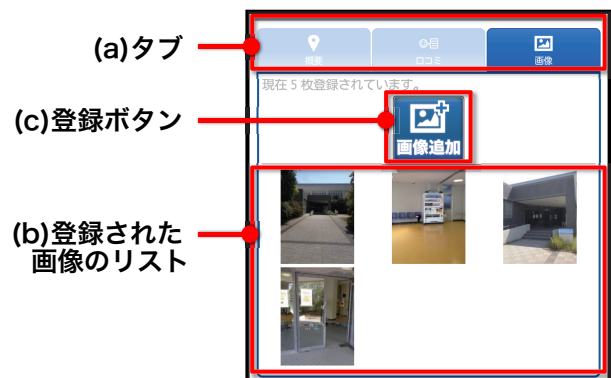 (a)タブ
概要
口コミ
画像
現在 5 枚登録されています。
(c)登録ボタン
画像追加
(b)登録された
画像のリスト